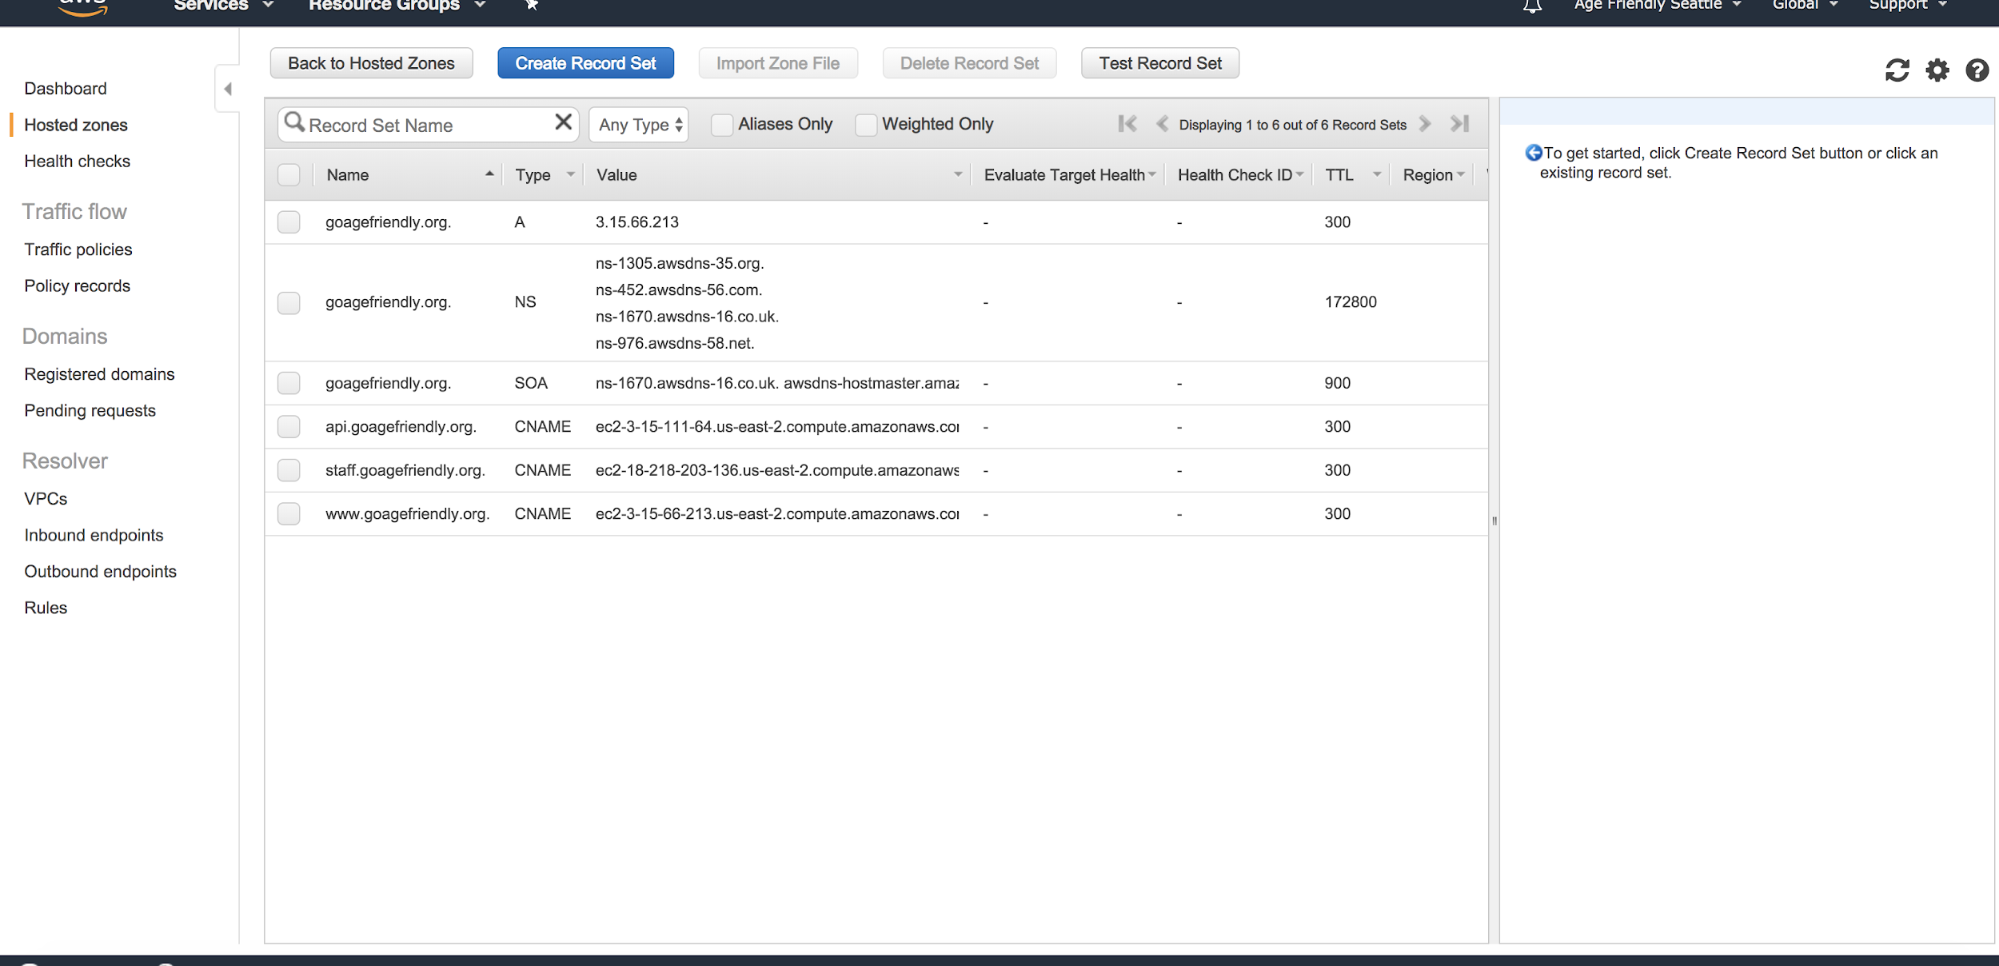 aws
Services
Resource Groups
Age Friendly Seattle
Global
Support
Dashboard
Hosted zones
Health checks
Traffic flow
Traffic policies
Policy records
Domains
Registered domains
Pending requests
Resolver
VPCs
Inbound endpoints
Outbound endpoints
Rules
Back to Hosted Zones
Create Record Set
Import Zone File
Delete Record Set
Test Record Set
Record Set Name
Any Type
Aliases Only
Weighted Only
Displaying 1 to 6 out of 6 Record Sets
Name Type Value Evaluate Target Health Health Check ID TTL Region
goagefriendly.org. A 3.15.66.213 - - 300
goagefriendly.org. NS
ns-1305.awsdns-35.org.
ns-452.awsdns-56.com.
ns-1670.awsdns-16.co.uk.
ns-976.awsdns-58.net.
- - 172800
goagefriendly.org. SOA ns-1670.awsdns-16.co.uk. awsdns-hostmaster.amaz - - 900
api.goagefriendly.org. CNAME ec2-3-15-111-64.us-east-2.compute.amazonaws.co - - 300
staff.goagefriendly.org. CNAME ec2-18-218-203-136.us-east-2.compute.amazonaws - - 300
www.goagefriendly.org. CNAME ec2-3-15-66-213.us-east-2.compute.amazonaws.co - - 300
To get started, click Create Record Set button or click an
existing record set.